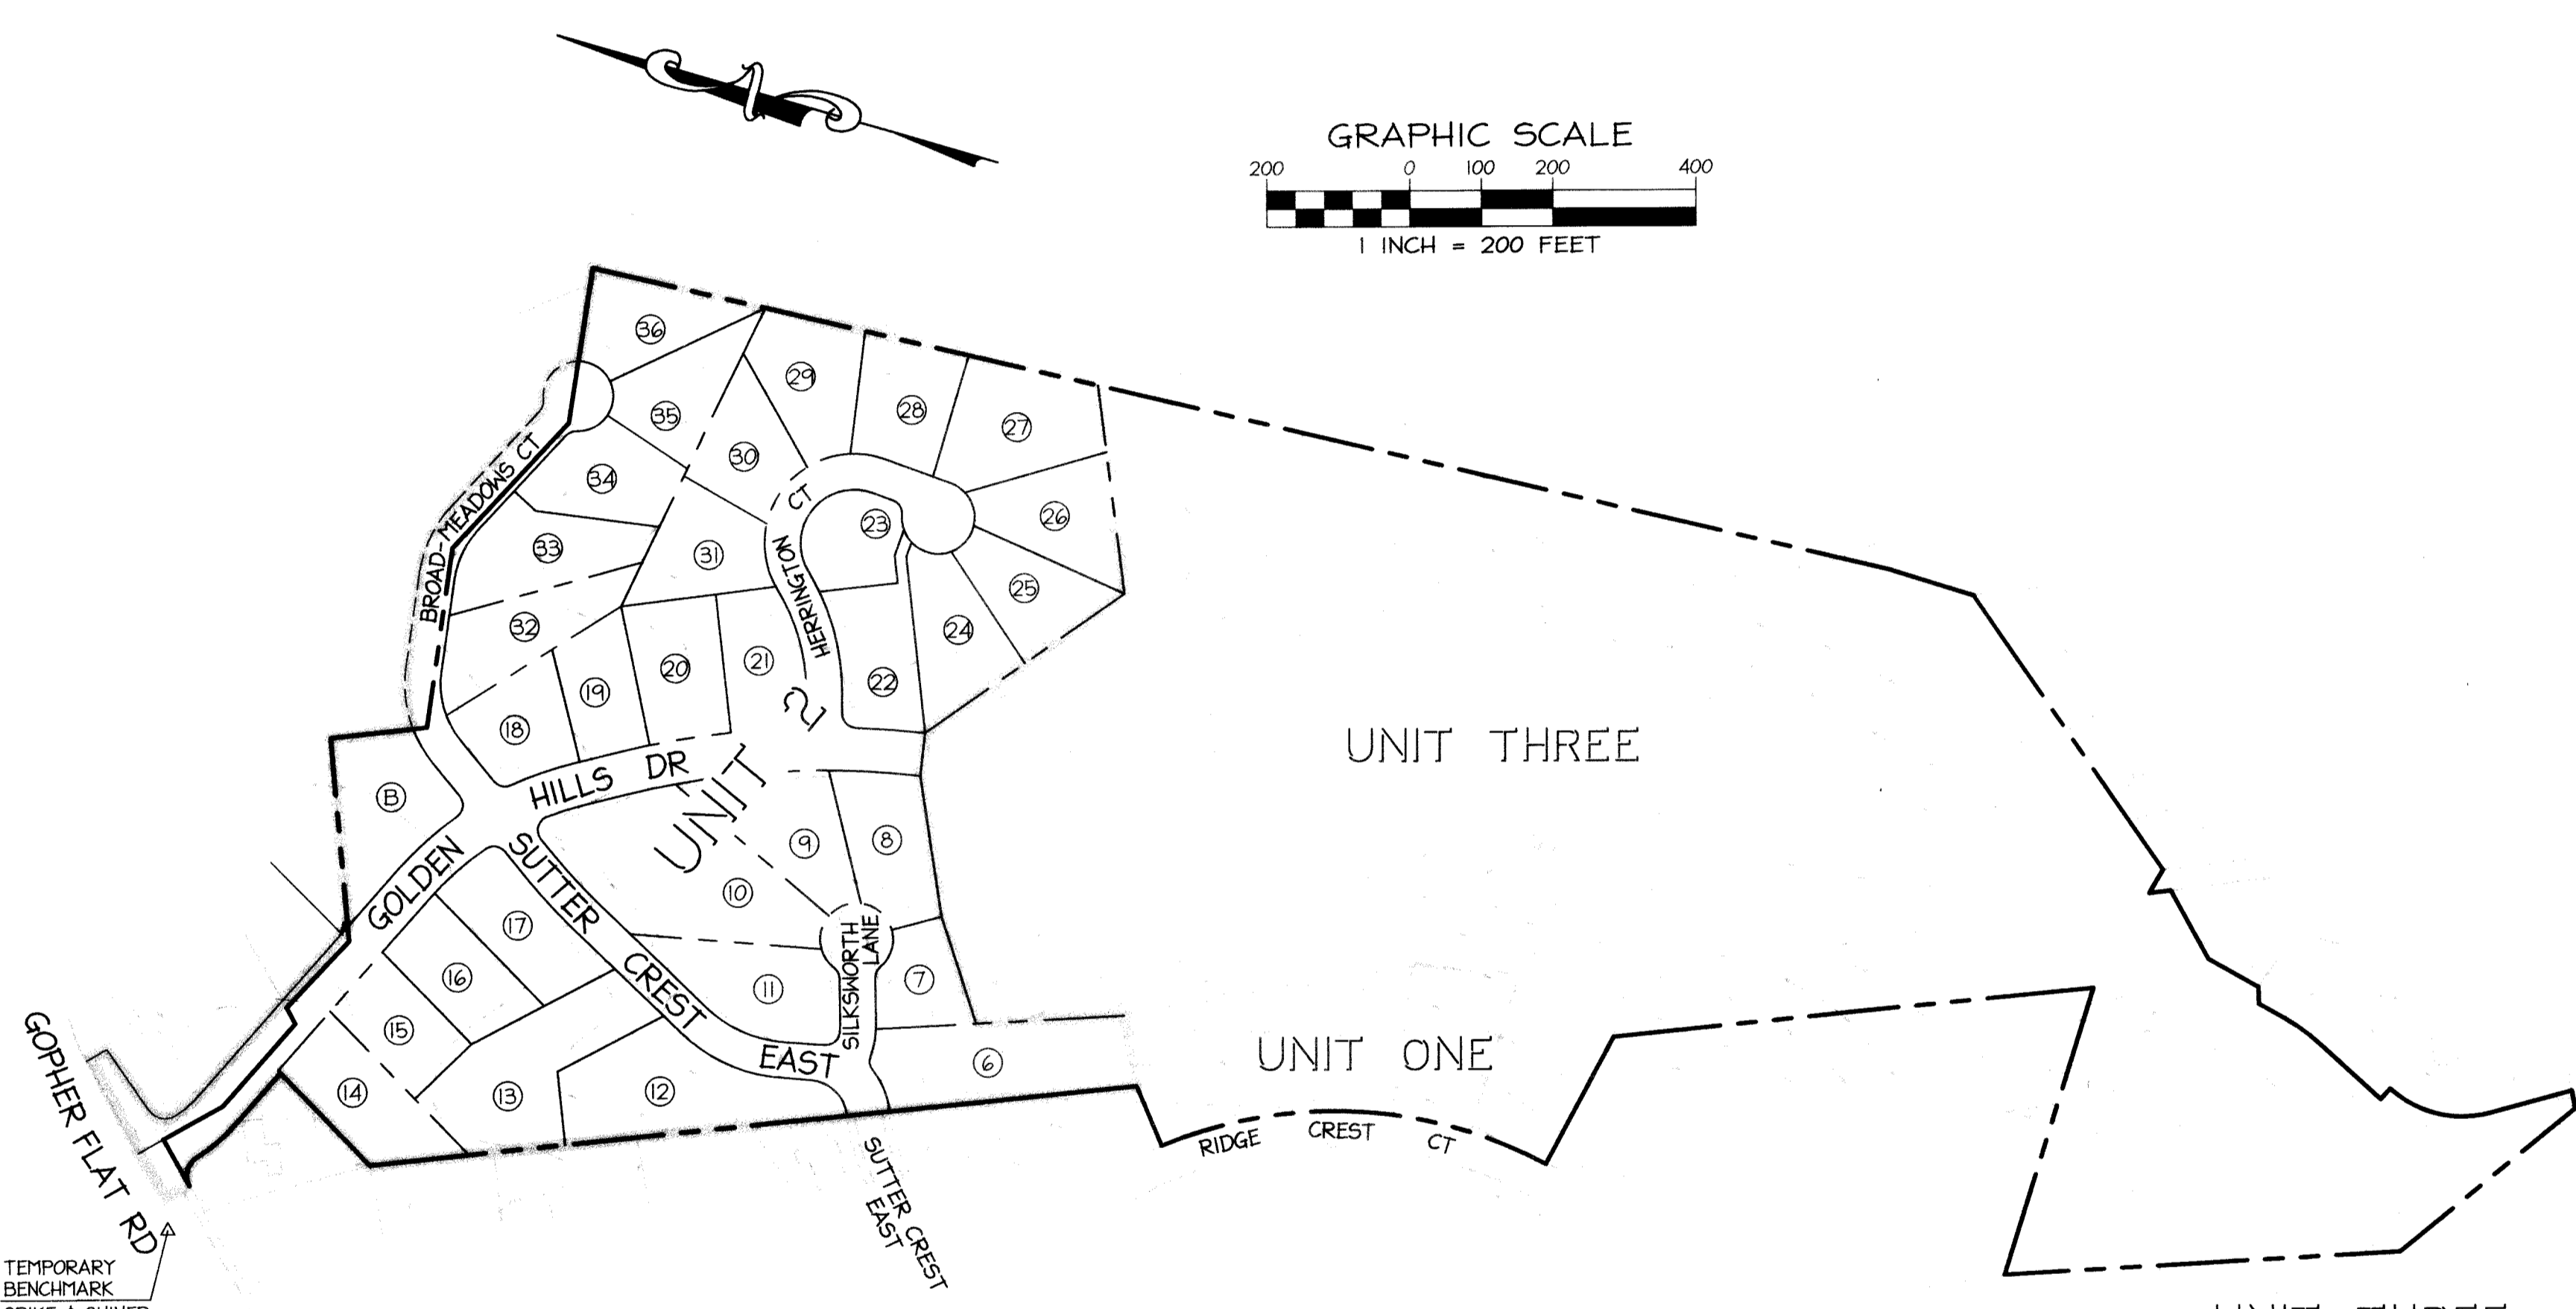 GRAPHIC SCALE
200 0 100 200 400
1 INCH = 200 FEET
36
29
35
28
27
30
34
23
26
33
31
BROAD-MEADOWS CT
HERRINGTON CT
25
32
24
20
21
19
22
18
UNIT 2
UNIT THREE
HILLS DR
B
9
8
GOLDEN
SUTTER CREST EAST
10
17
16
11
SILKSWORTH
LANE
7
15
14
13
12
6
UNIT ONE
RIDGE CREST CT
GOPHER FLAT RD
SUTTER CREST
EAST
TEMPORARY
BENCHMARK